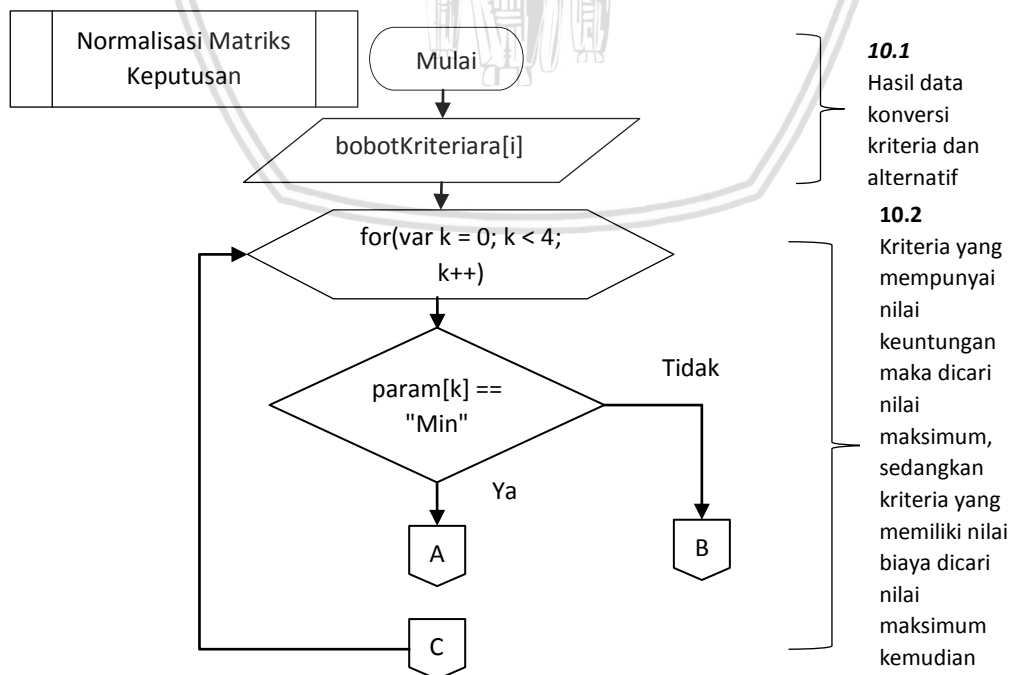 Normalisasi Matriks
Keputusan
Mulai
bobotKriteriara[i]
for(var k = 0; k < 4;
k++)
param[k] ==
"Min"
Tidak
Ya
A
B
C
10.1
Hasil data
konversi
kriteria dan
alternatif
10.2
Kriteria yang
mempunyai
nilai
keuntungan
maka dicari
nilai
maksimum,
sedangkan
kriteria yang
memiliki nilai
biaya dicari
nilai
maksimum
kemudian